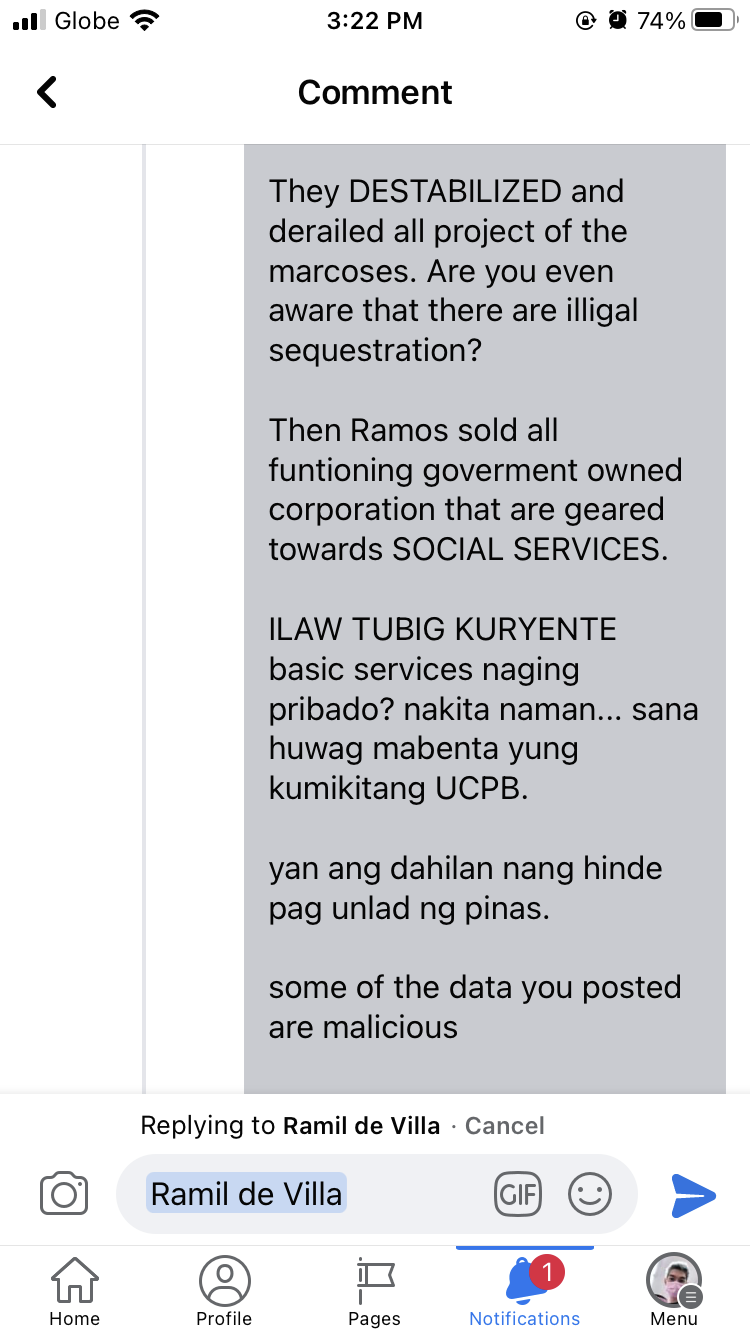 Globe
3:22 PM
74%
Comment
They DESTABILIZED and
derailed all project of the
marcoses. Are you even
aware that there are illigal
sequestration?
Then Ramos sold all
funtioning goverment owned
corporation that are geared
towards SOCIAL SERVICES.
ILAW TUBIG KURYENTE
basic services naging
pribado? nakita naman... sana
huwag mabenta yung
kumikitang UCPB.
yan ang dahilan nang hinde
pag unlad ng pinas.
some of the data you posted
are malicious
Replying to Ramil de Villa · Cancel
Ramil de Villa
GIF
1
Home
Profile
Pages
Notifications
Menu